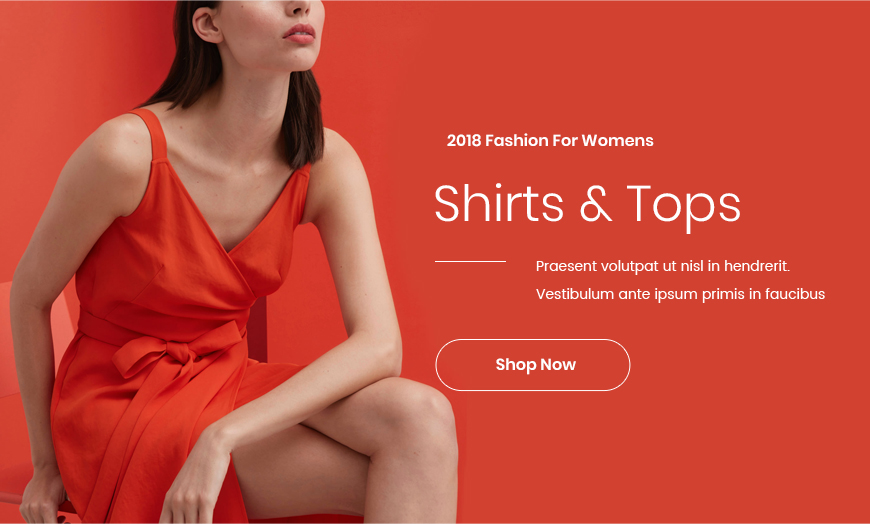 2018 Fashion For Womens
Shirts & Tops
Praesent volutpat ut nisl in hendrerit.
Vestibulum ante ipsum primis in faucibus
Shop Now